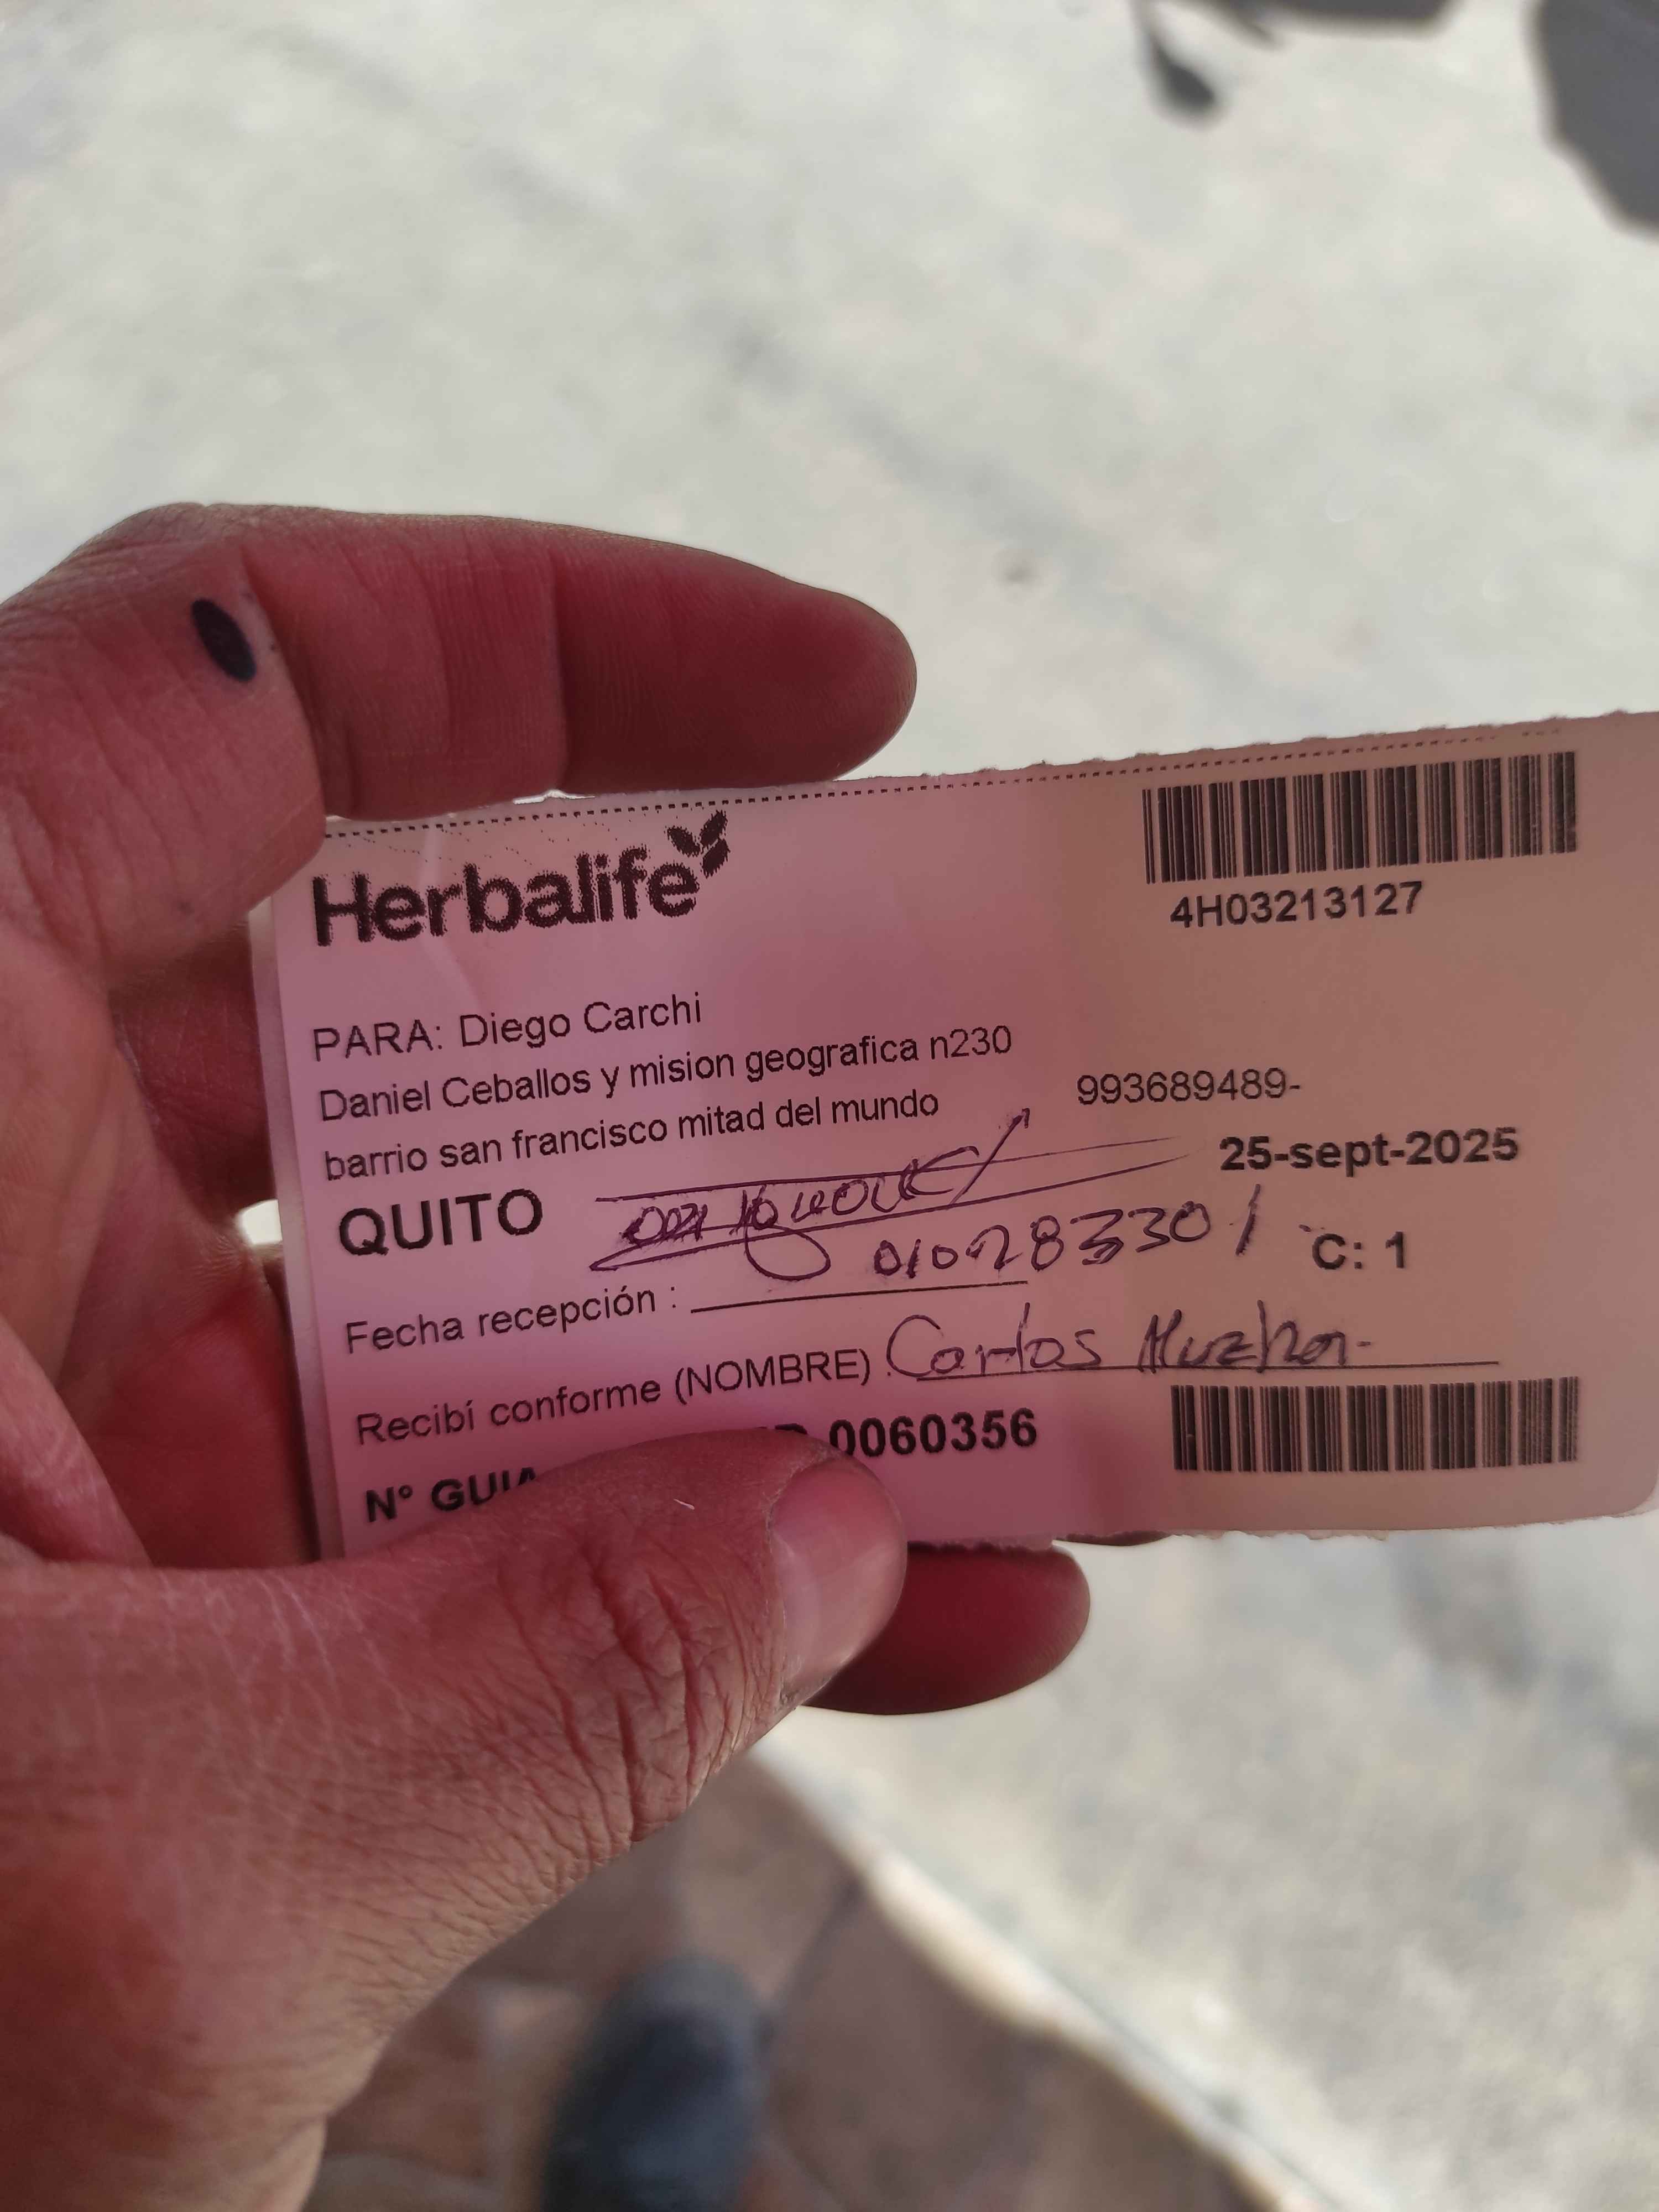 Herbalife
4H03213127
PARA: Diego Carchi
Daniel Ceballos y mision geografica n230
barrio san francisco mitad del mundo
993689489-
25-sept-2025
QUITO
0102833301
C: 1
Fecha recepción :
Recibí conforme (NOMBRE) Carlos
N° GUIA
0060356